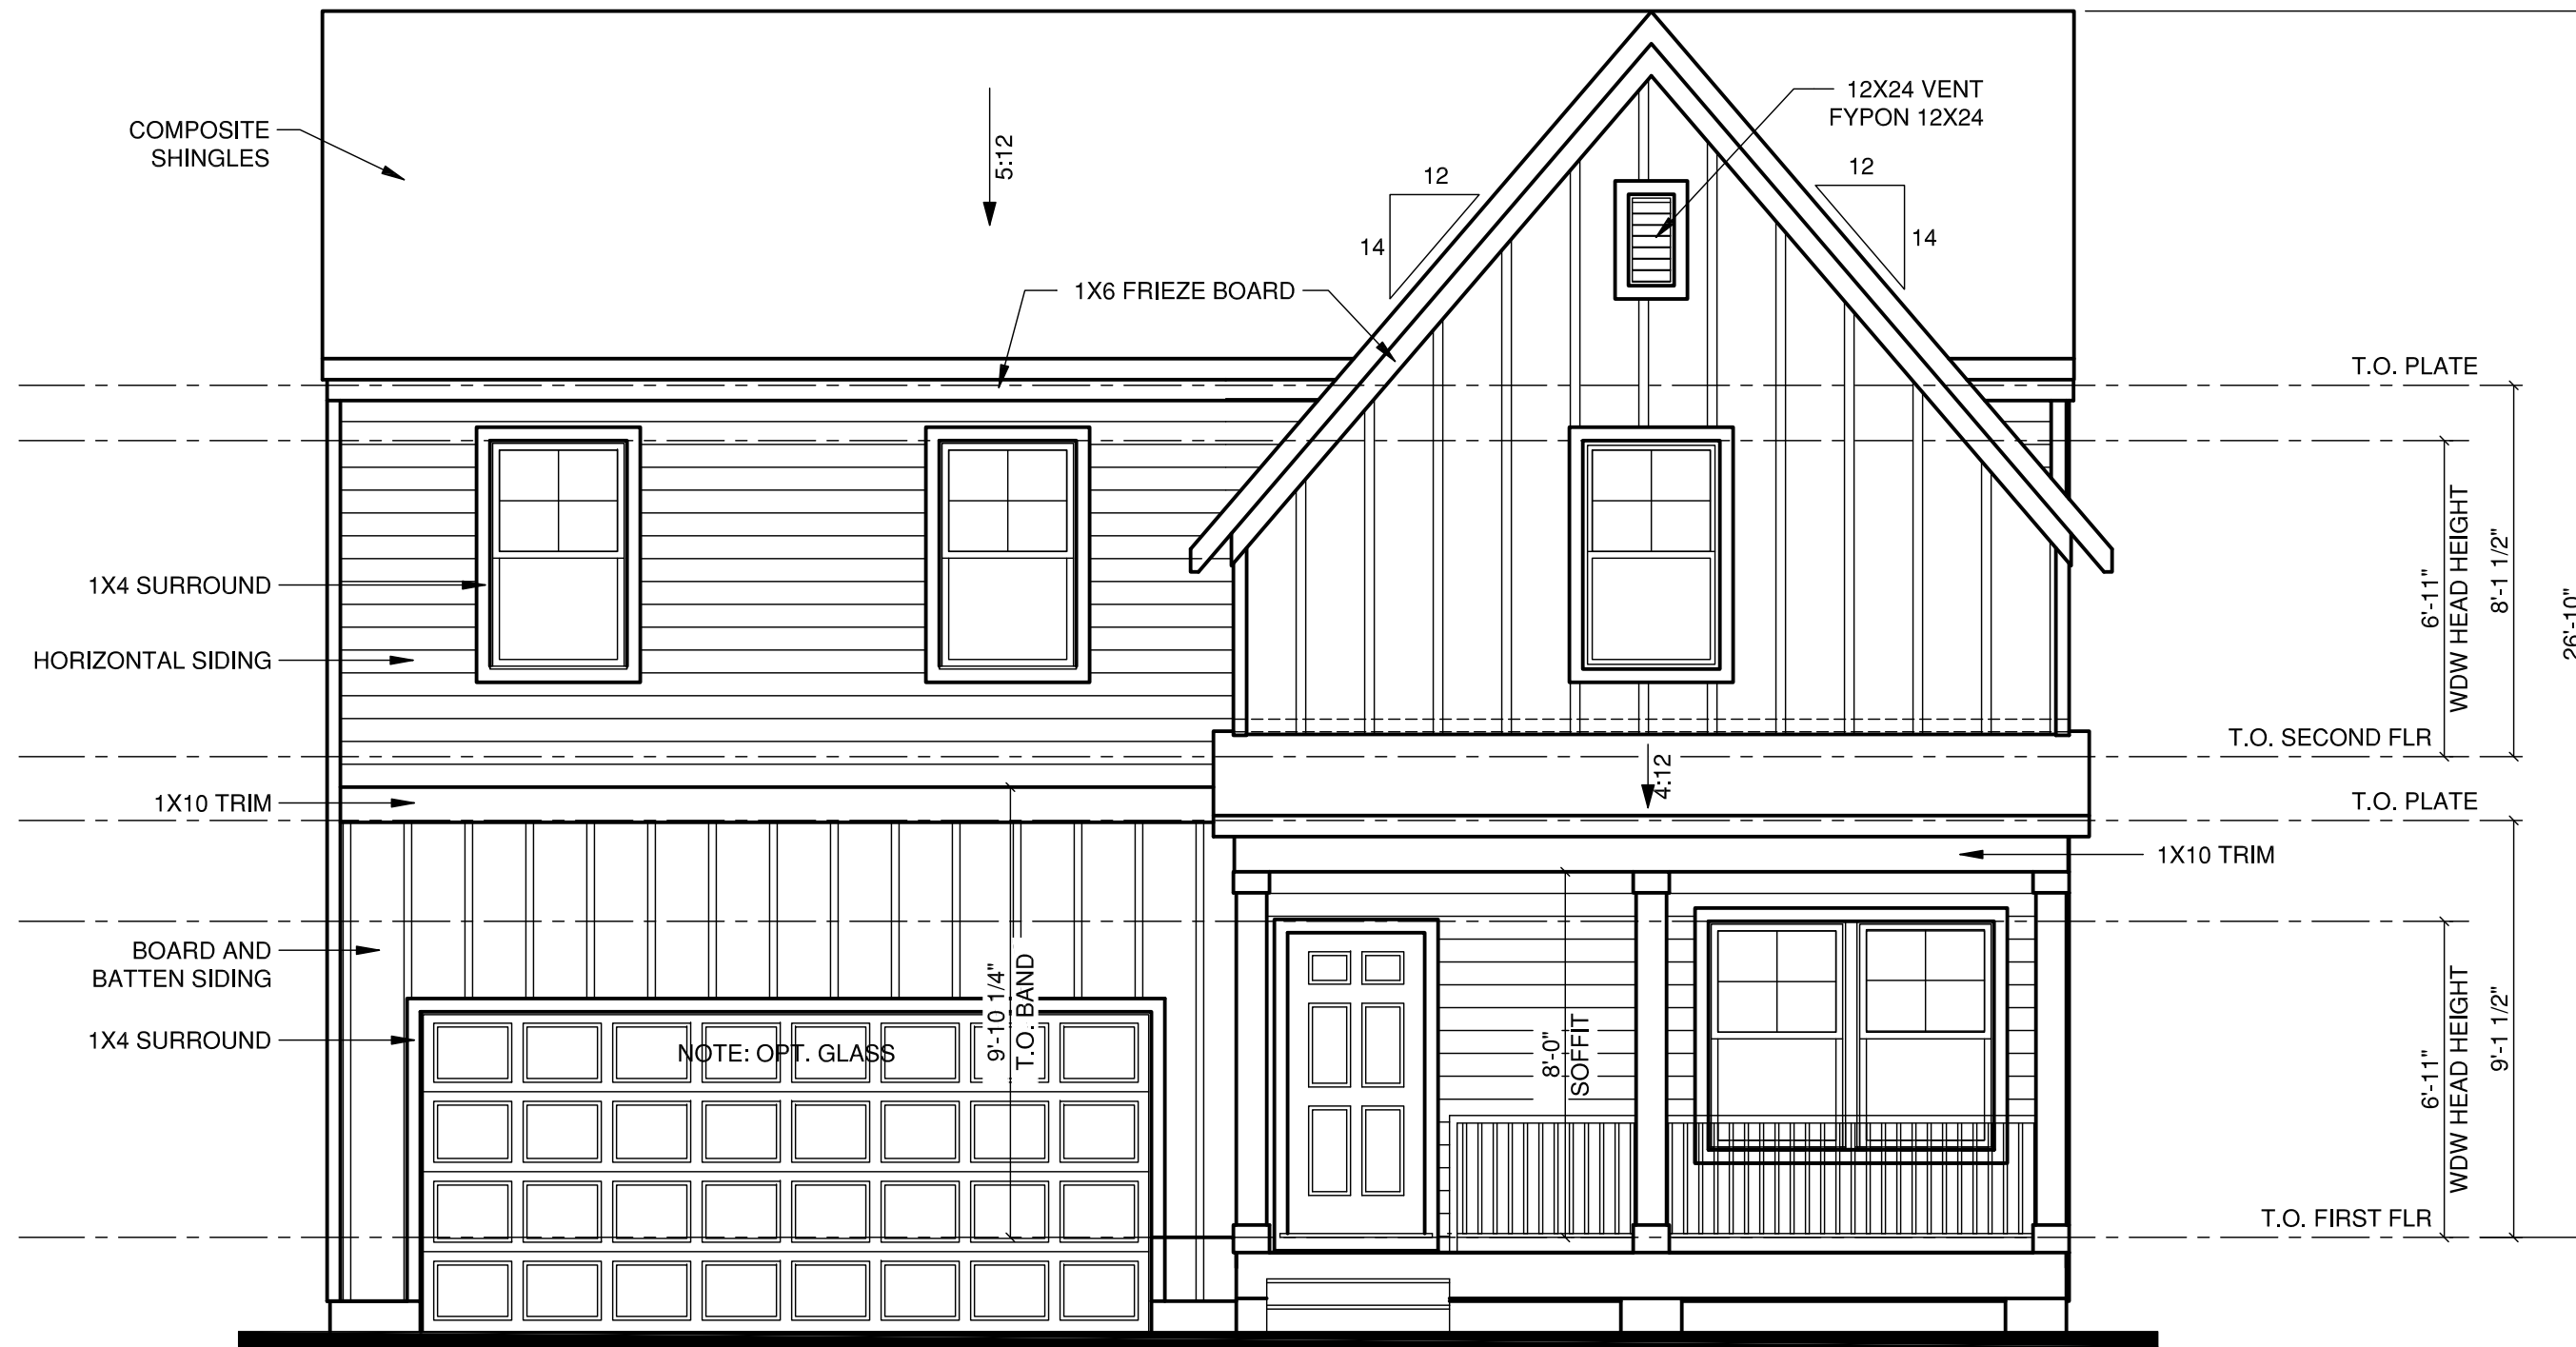 12X24 VENT
FYPON 12X24
COMPOSITE
SHINGLES
5:12
12
14
12
14
1X6 FRIEZE BOARD
T.O. PLATE
1X4 SURROUND
HORIZONTAL SIDING
6'-11"
WDW HEAD HEIGHT
8'-1 1/2"
26'-10"
T.O. SECOND FLR
4:12
1X10 TRIM
T.O. PLATE
1X10 TRIM
BOARD AND
BATTEN SIDING
1X4 SURROUND
NOTE: OPT. GLASS
9'-10 1/4"
T.O. BAND
8'-0"
SOFFIT
6'-11"
WDW HEAD HEIGHT
9'-1 1/2"
T.O. FIRST FLR